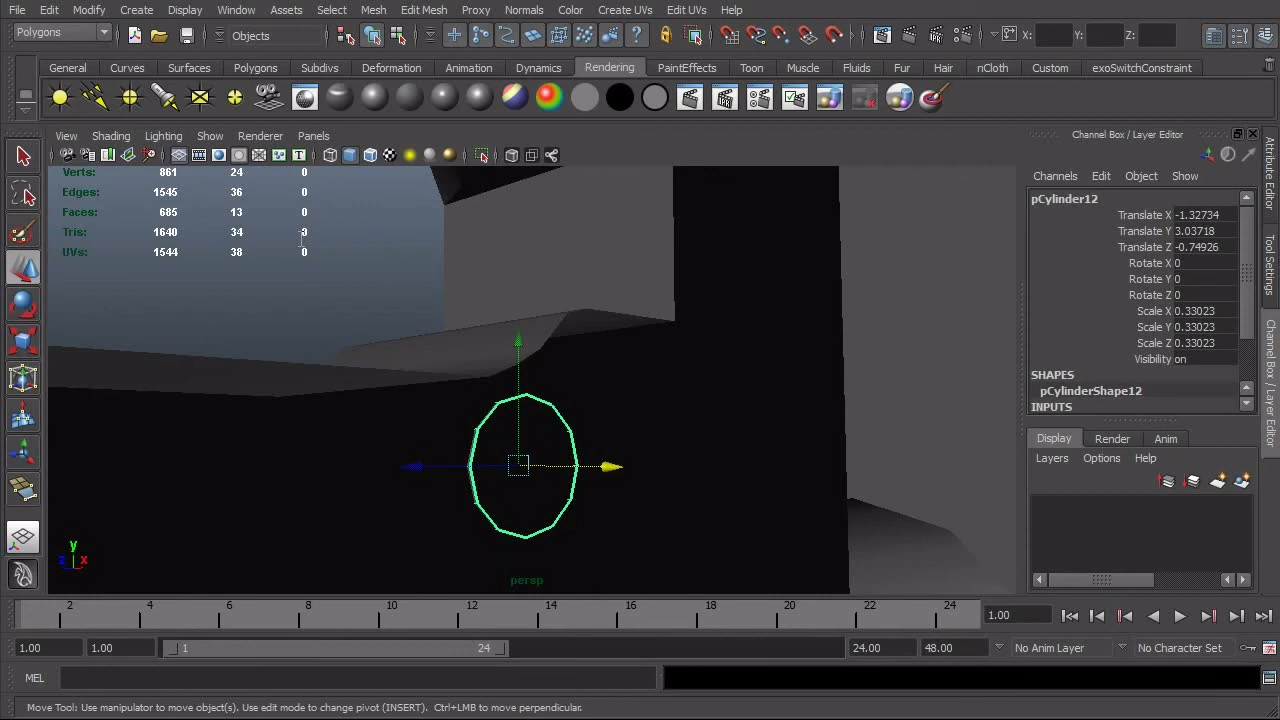 File Edit Modify Create Display Window Assets Select Mesh Edit Mesh Proxy Normals Color Create UVs Edit UVs Help
Polygons Objects X: Y: Z:
General Curves Surfaces Polygons Subdivs Deformation Animation Dynamics Rendering PaintEffects Toon Muscle Fluids Fur Hair nCloth Custom exoSwitchConstraint
View Shading Lighting Show Renderer Panels
Verts: 861 24 0
Edges: 1545 36 0
Faces: 685 13 0
Tris: 1640 34
UVs: 1544 38 0
y
z x
persp
Channel Box / Layer Editor
Channels Edit Object Show
pCylinder12
Translate X -1.32734
Translate Y 3.03718
Translate Z -0.74926
Rotate X 0
Rotate Y 0
Rotate Z 0
Scale X 0.33023
Scale Y 0.33023
Scale Z 0.33023
Visibility on
SHAPES
pCylinderShape12
INPUTS
Display Render Anim
Layers Options Help
Attribute Editor
Tool Settings
Channel Box / Layer Editor
2 4 6 8 10 12 14 16 18 20 22 24 1.00
1.00 1.00 1 24 24.00 48.00 No Anim Layer No Character Set
MEL
Move Tool: Use manipulator to move object(s). Use edit mode to change pivot (INSERT). Ctrl+LMB to move perpendicular.